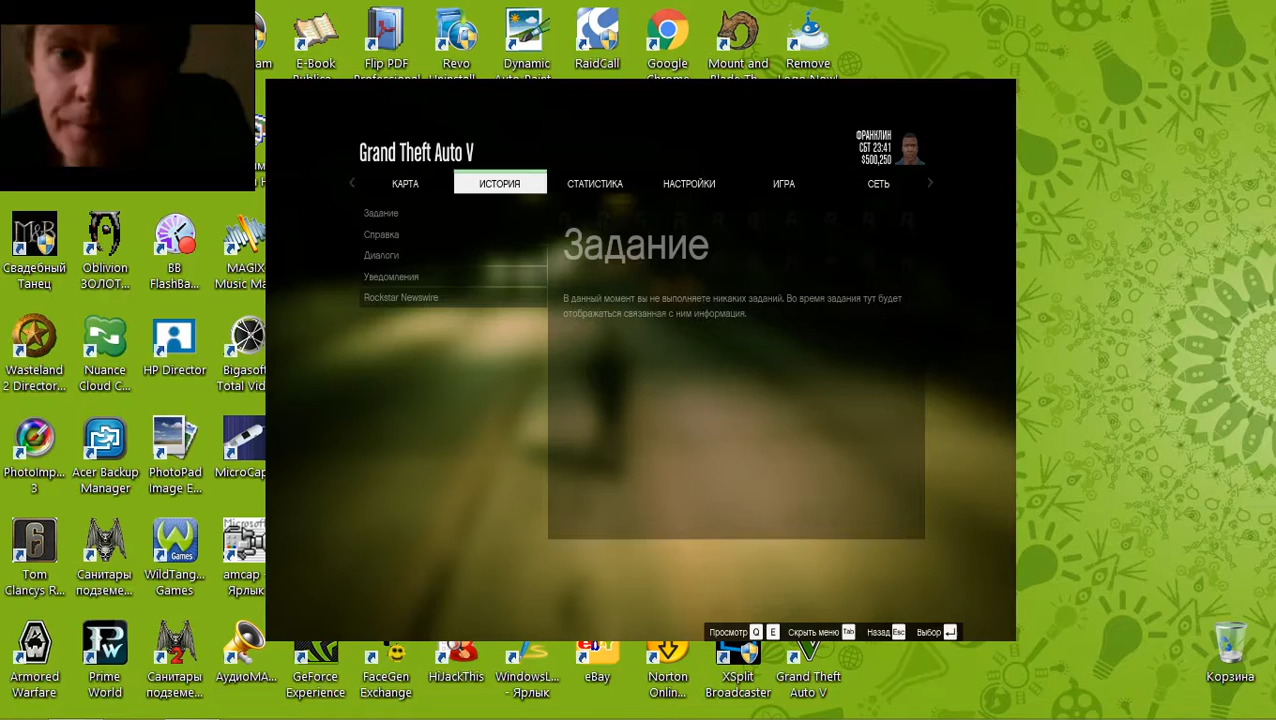 E-Book
Flip PDF
Revo
Dynamic
RaidCall
Google
Mount and
Remove
Grand Theft Auto V
ФРАНКЛИН
СБТ 23:41
$500,250
КАРТА
ИСТОРИЯ
СТАТИСТИКА
НАСТРОЙКИ
ИГРА
СЕТЬ
Задание
Справка
Диалоги
Уведомления
Rockstar Newswire
Задание
В данный момент вы не выполняете никаких заданий. Во время задания тут будет
отображаться связанная с ним информация.
Просмотр Q E Скрыть меню Tab Назад Esc Выбор
Свадебный
Танец
Oblivion
ЗОЛОТ...
BB
FlashBa...
MAGIX
Music Ma
Wasteland
2 Director...
Nuance
Cloud C...
HP Director
Bigasoft
Total Vid
PhotoImp...
3
Acer Backup
Manager
PhotoPad
Image E...
MicroCap
Tom
Clancys R...
Санитары
подземе...
WildTang...
Games
amcap -
Ярлык
Armored
Warfare
Prime
World
Санитары
подземе...
АудиоМА...
GeForce
Experience
FaceGen
Exchange
HiJackThis
WindowsL...
- Ярлык
eBay
Norton
Onlin...
XSplit
Broadcaster
Grand Theft
Auto V
Корзина